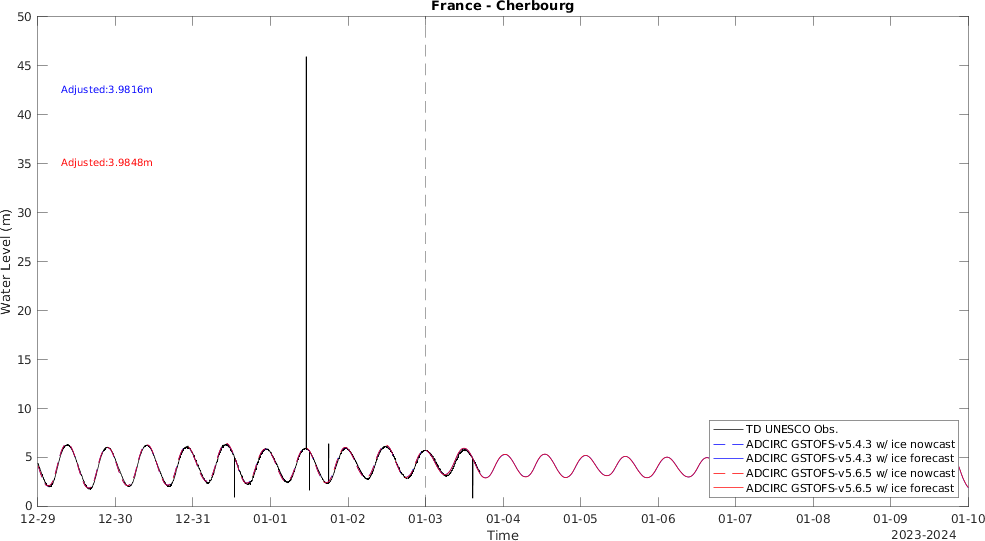 France - Cherbourg
50
45
40
35
30
25
20
15
10
5
0
Water Level (m)
Adjusted:3.9816m
Adjusted:3.9848m
TD UNESCO Obs.
ADCIRC GSTOFS-v5.4.3 w/ ice nowcast
ADCIRC GSTOFS-v5.4.3 w/ ice forecast
ADCIRC GSTOFS-v5.6.5 w/ ice nowcast
ADCIRC GSTOFS-v5.6.5 w/ ice forecast
12-29 12-30 12-31 01-01 01-02 01-03 01-04 01-05 01-06 01-07 01-08 01-09 01-10
Time
2023-2024